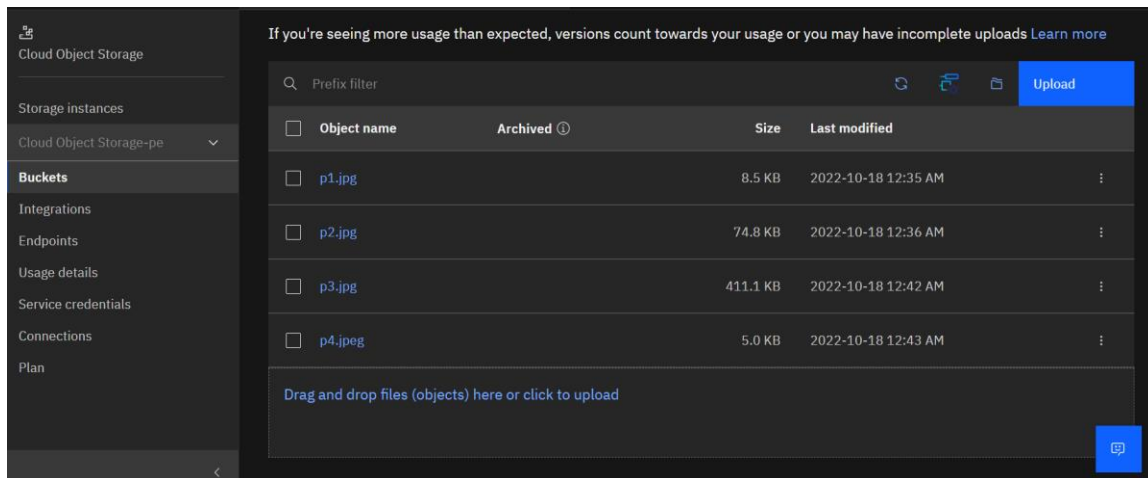 Cloud Object Storage
Storage instances
Cloud Object Storage-pe
Buckets
Integrations
Endpoints
Usage details
Service credentials
Connections
Plan
If you're seeing more usage than expected, versions count towards your usage or you may have incomplete uploads Learn more
Prefix filter Upload
Object name Archived Size Last modified
p1.jpg 8.5 KB 2022-10-18 12:35 AM
p2.jpg 74.8 KB 2022-10-18 12:36 AM
p3.jpg 411.1 KB 2022-10-18 12:42 AM
p4.jpeg 5.0 KB 2022-10-18 12:43 AM
Drag and drop files (objects) here or click to upload